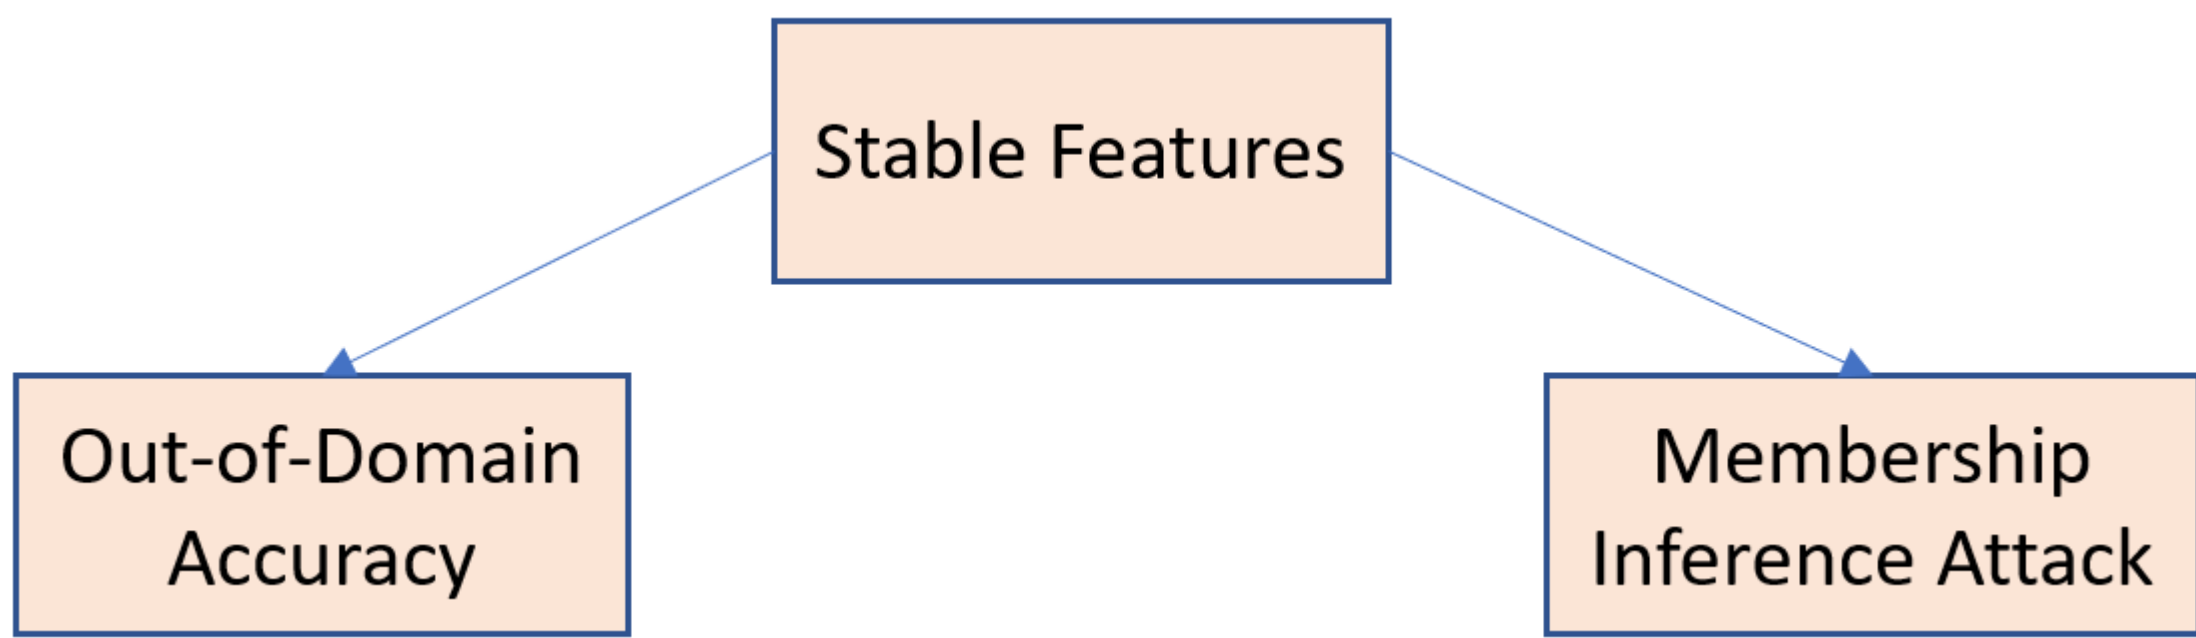 Stable Features
Out-of-Domain
Accuracy
Membership
Inference Attack